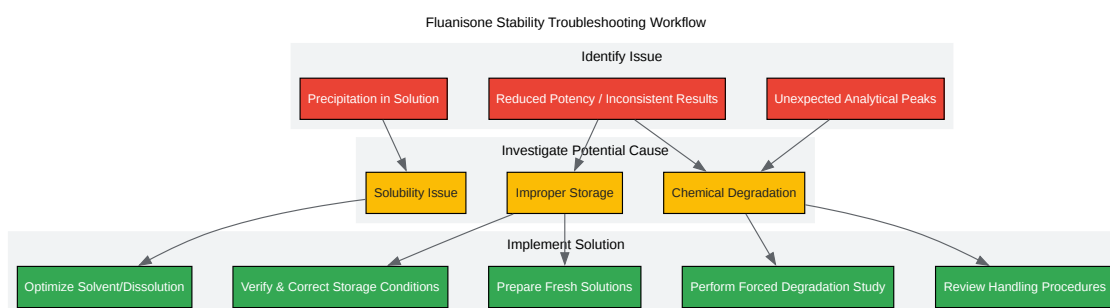 Fluanisone Stability Troubleshooting Workflow
Identify Issue
Precipitation in Solution
Reduced Potency / Inconsistent Results
Unexpected Analytical Peaks
Investigate Potential Cause
Solubility Issue
Improper Storage
Chemical Degradation
Implement Solution
Optimize Solvent/Dissolution
Verify & Correct Storage Conditions
Prepare Fresh Solutions
Perform Forced Degradation Study
Review Handling Procedures